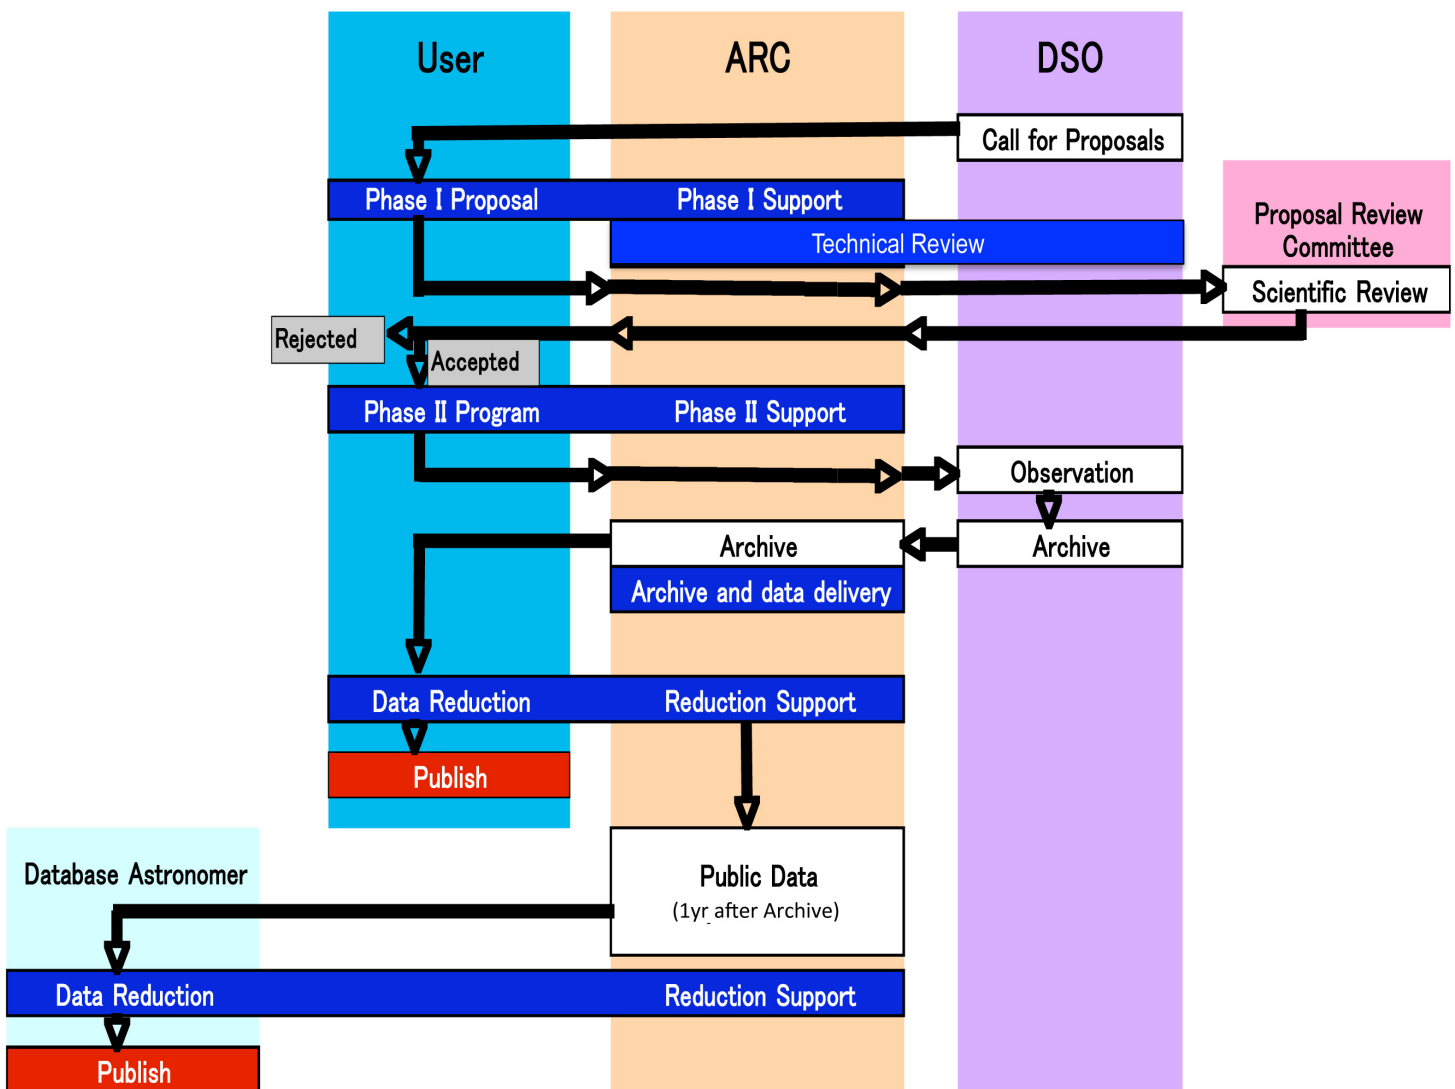 User
ARC
DSO
Call for Proposals
Phase I Proposal
Phase I Support
Technical Review
Proposal Review
Committee
Scientific Review
Rejected
Accepted
Phase II Program
Phase II Support
Observation
Archive
Archive
Archive and data delivery
Data Reduction
Reduction Support
Publish
Public Data
(1yr after Archive)
Database Astronomer
Data Reduction
Reduction Support
Publish